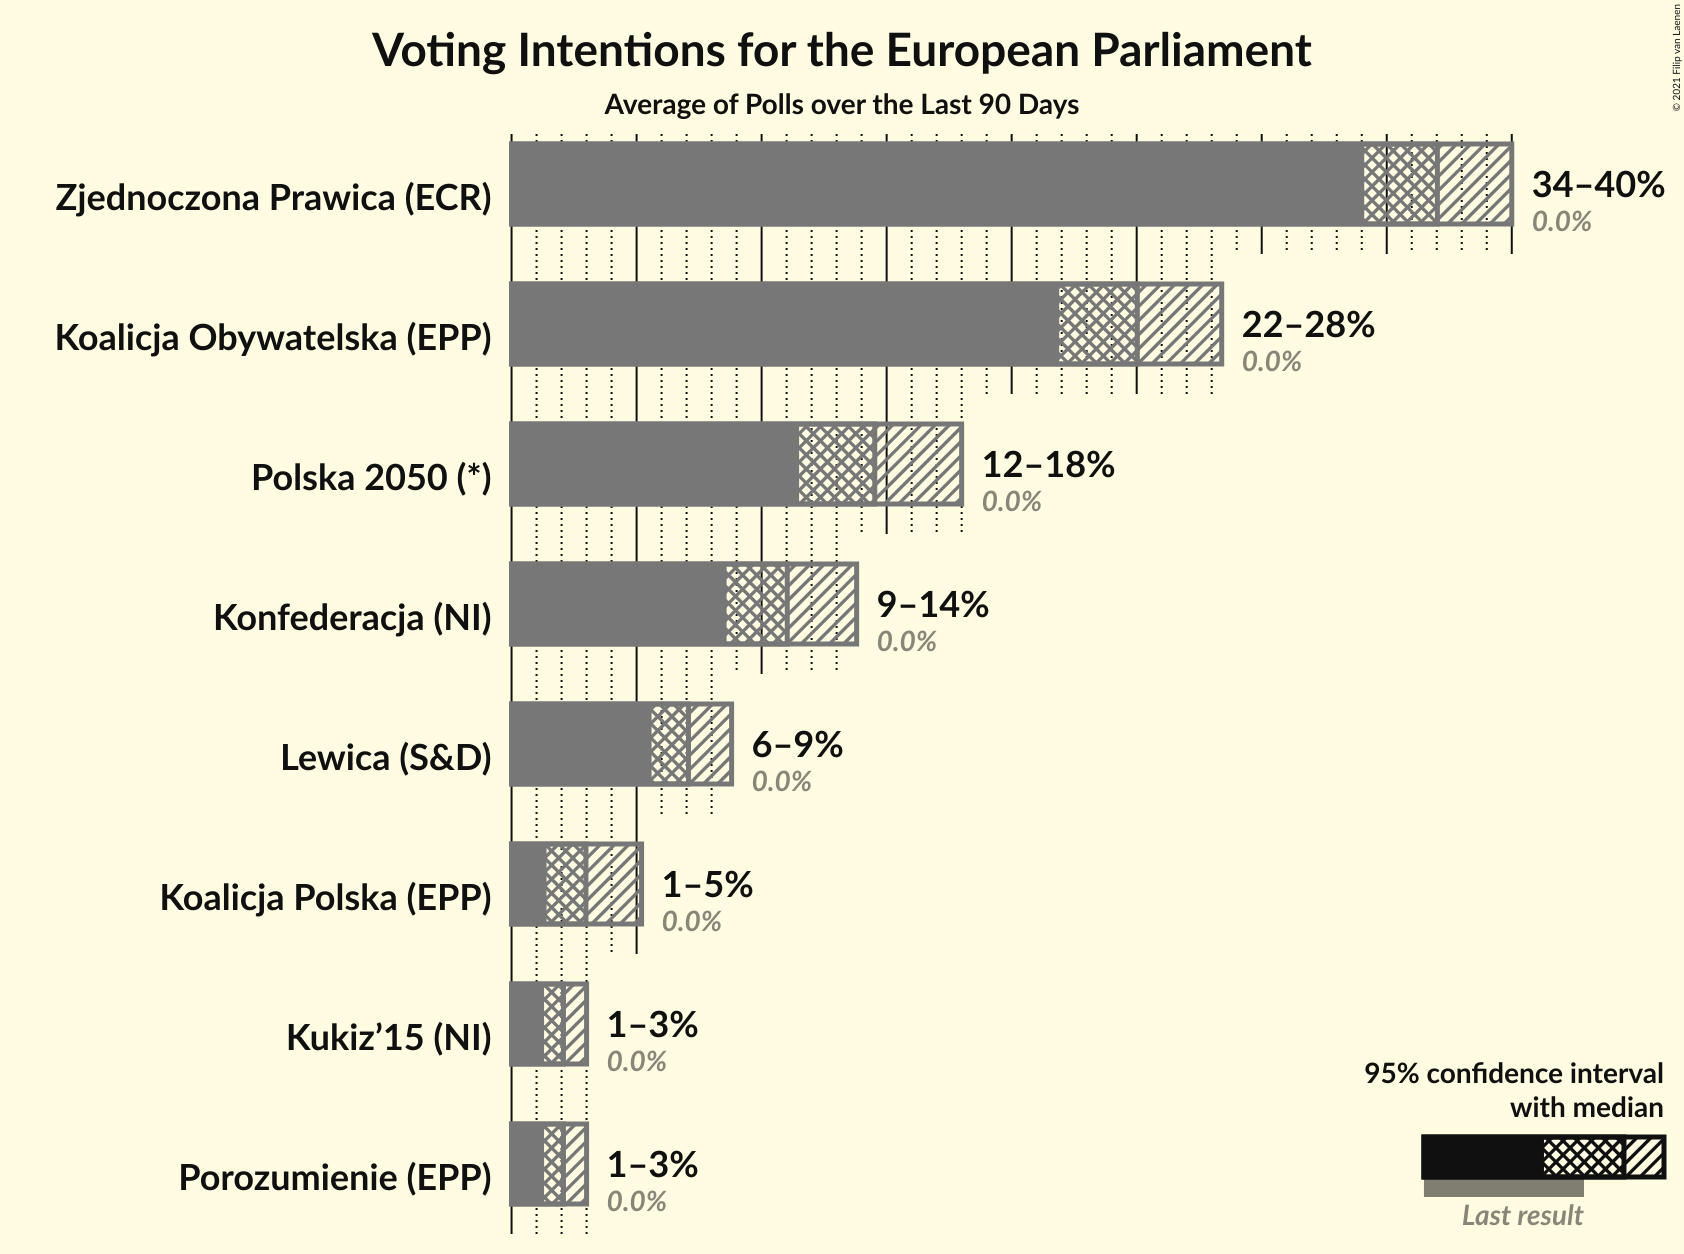 Voting Intentions for the European Parliament
Average of Polls over the Last 90 Days
© 2021 Filip van Laenen
Zjednoczona Prawica (ECR)
34–40%
0.0%
Koalicja Obywatelska (EPP)
22–28%
0.0%
Polska 2050 (*)
12–18%
0.0%
Konfederacja (NI)
9–14%
0.0%
Lewica (S&D)
6–9%
0.0%
Koalicja Polska (EPP)
1–5%
0.0%
Kukiz’15 (NI)
1–3%
0.0%
Porozumienie (EPP)
1–3%
0.0%
95% confidence interval
with median
Last result